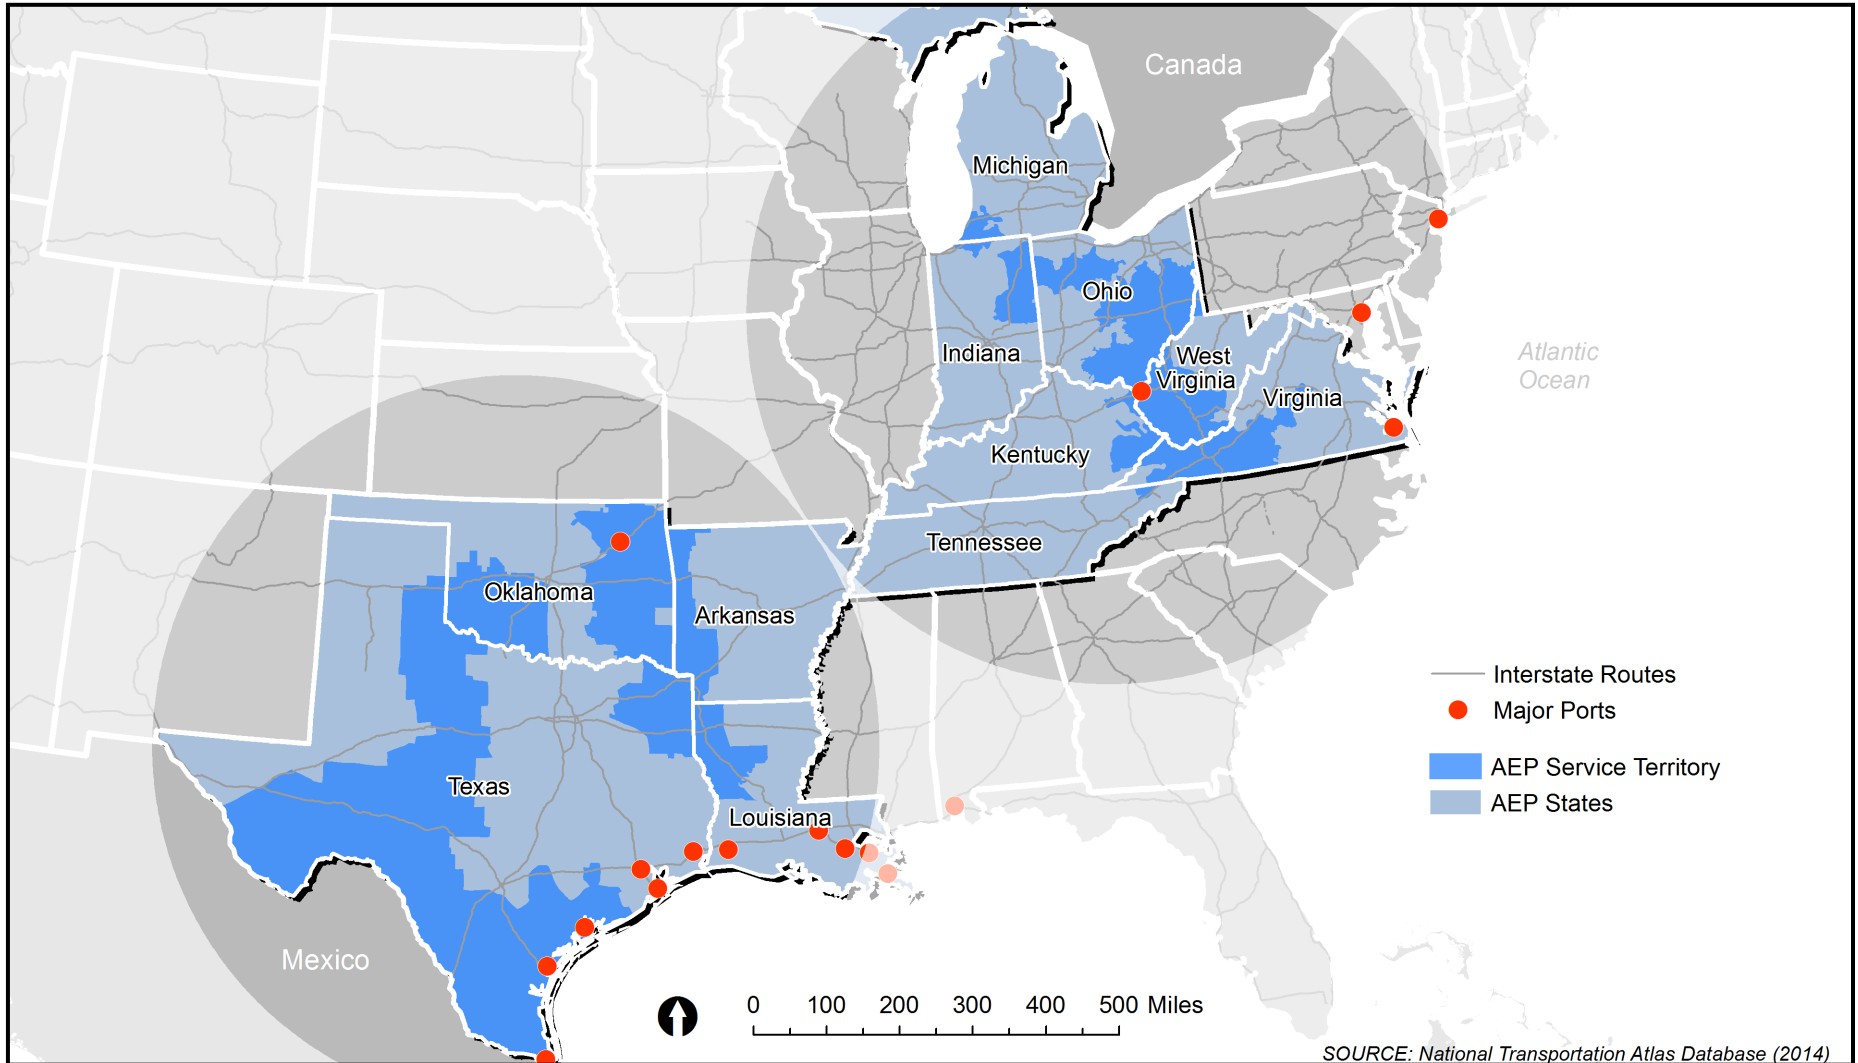 Canada
Michigan
Ohio
Indiana
West
Virginia
Virginia
Kentucky
Tennessee
Atlantic
Ocean
Oklahoma
Arkansas
Texas
Louisiana
Mexico
Interstate Routes
Major Ports
AEP Service Territory
AEP States
0 100 200 300 400 500 Miles
SOURCE: National Transportation Atlas Database (2014)